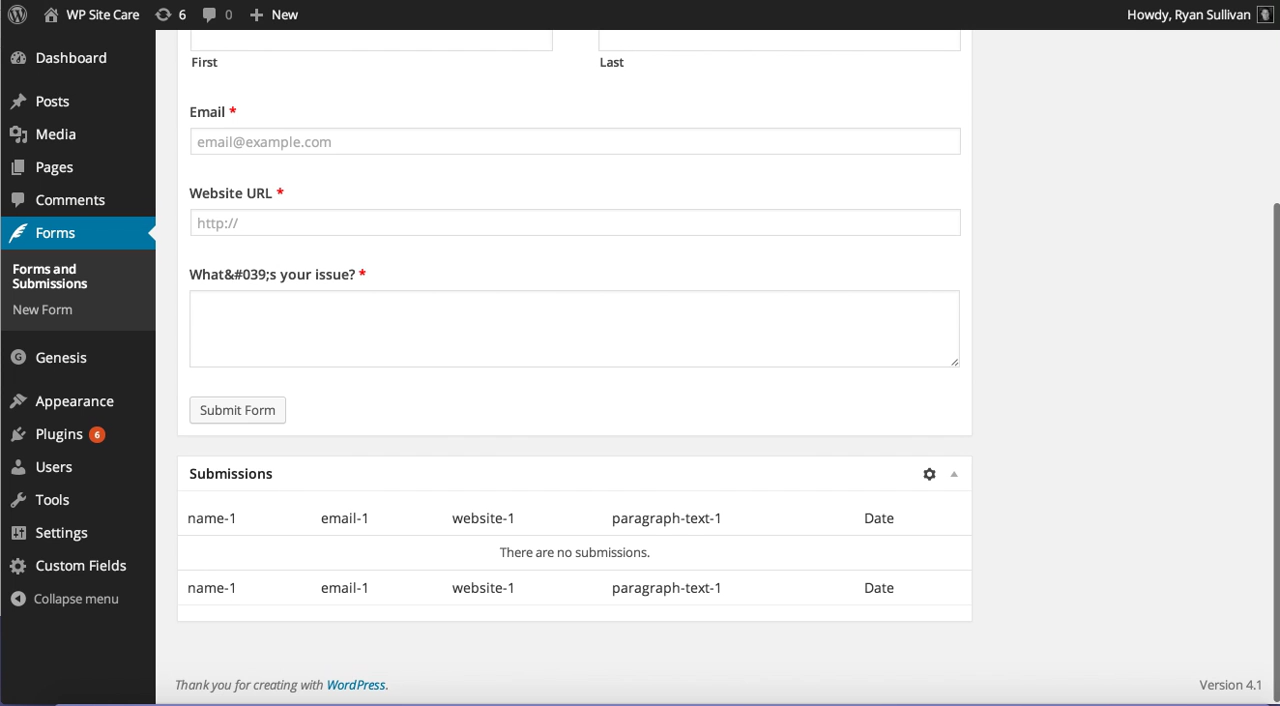 WP Site Care 6 0 New Howdy, Ryan Sullivan
Dashboard
Posts
Media
Pages
Comments
Forms
Forms and
Submissions
New Form
Genesis
Appearance
Plugins 6
Users
Tools
Settings
Custom Fields
Collapse menu
First Last
Email *
email@example.com
Website URL *
http://
What&#039;s your issue? *
Submit Form
Submissions
name-1 email-1 website-1 paragraph-text-1 Date
There are no submissions.
name-1 email-1 website-1 paragraph-text-1 Date
Thank you for creating with WordPress. Version 4.1